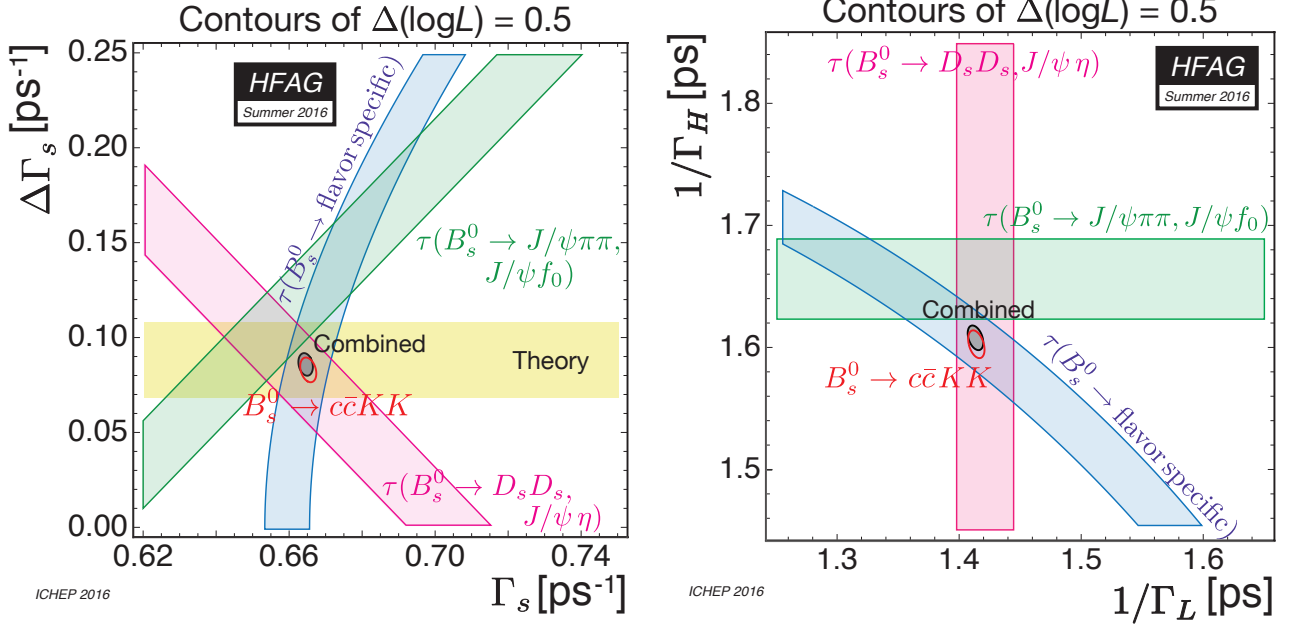 Contours of Δ(logL) = 0.5
ΔΓs [ps-1]
0.25
0.20
0.15
0.10
0.05
0.00
HFAG
Summer 2016
τ(B⁰s → flavor specific)
τ(B⁰s → J/ψππ,
J/ψf₀)
Combined
Theory
B⁰s → cc̄KK
τ(B⁰s → DsDs,
J/ψ η)
0.62
0.66
0.70
0.74
Γs [ps-1]
ICHEP 2016
Contours of Δ(logL) = 0.5
1/ΓH [ps]
1.8
1.7
1.6
1.5
τ(B⁰s → DsDs, J/ψ η)
HFAG
Summer 2016
τ(B⁰s → J/ψππ, J/ψf₀)
Combined
B⁰s → cc̄KK
τ(B⁰s → flavor specific)
1.3
1.4
1.5
1.6
1/ΓL [ps]
ICHEP 2016